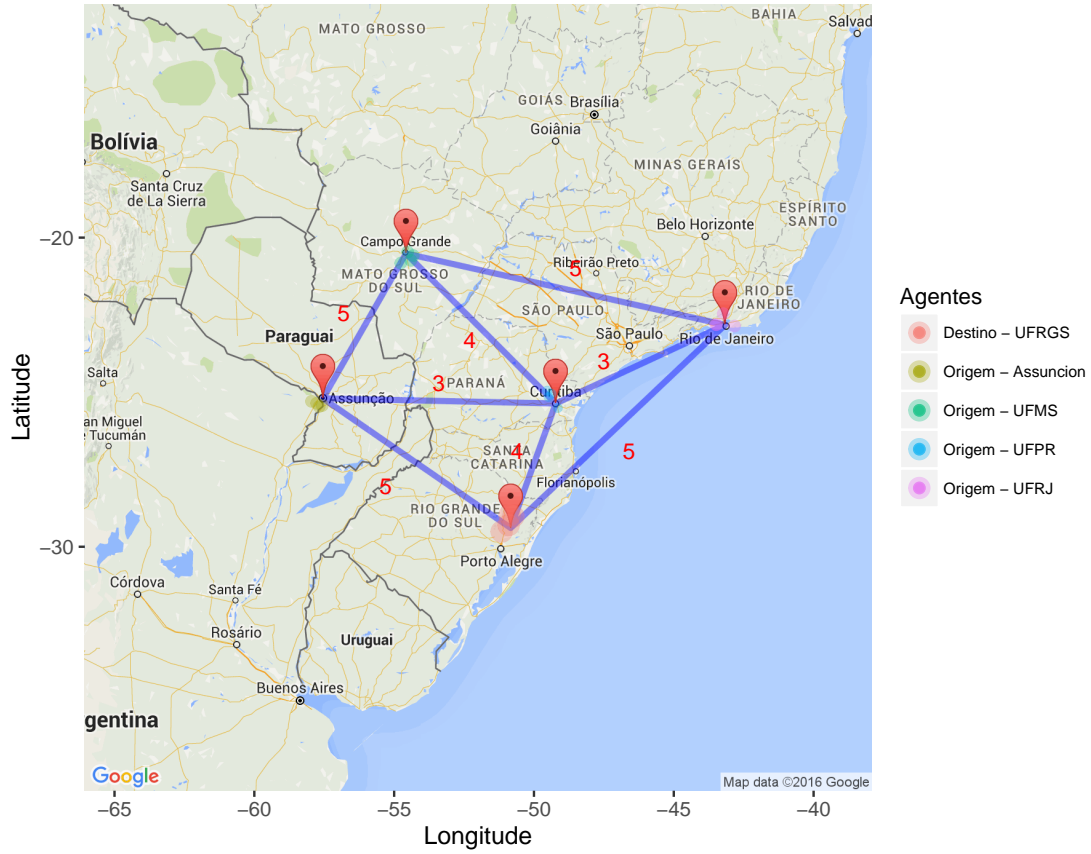 BAHIA
Salvad
MATO GROSSO
GOIÁS
Brasília
Goiânia
Bolívia
MINAS GERAIS
Santa Cruz
de La Sierra
ESPÍRITO
SANTO
Belo Horizonte
−20
Campo Grande
Ribeirão Preto
5
MATO GROSSO
DO SUL
RIO DE
JANEIRO
SÃO PAULO
5
São Paulo
Rio de Janeiro
Paraguai
4
3
Salta
3
PARANÁ
Curitiba
Assunção
an Miguel
e Tucumán
4
SANTA
CATARINA
5
Florianópolis
5
RIO GRANDE
DO SUL
−30
Porto Alegre
Córdova
Santa Fé
Rosário
Uruguai
Buenos Aires
gentina
Google
Map data ©2016 Google
−65
−60
−55
−50
−45
−40
Longitude
Latitude
Agentes
Destino − UFRGS
Origem − Assuncion
Origem − UFMS
Origem − UFPR
Origem − UFRJ